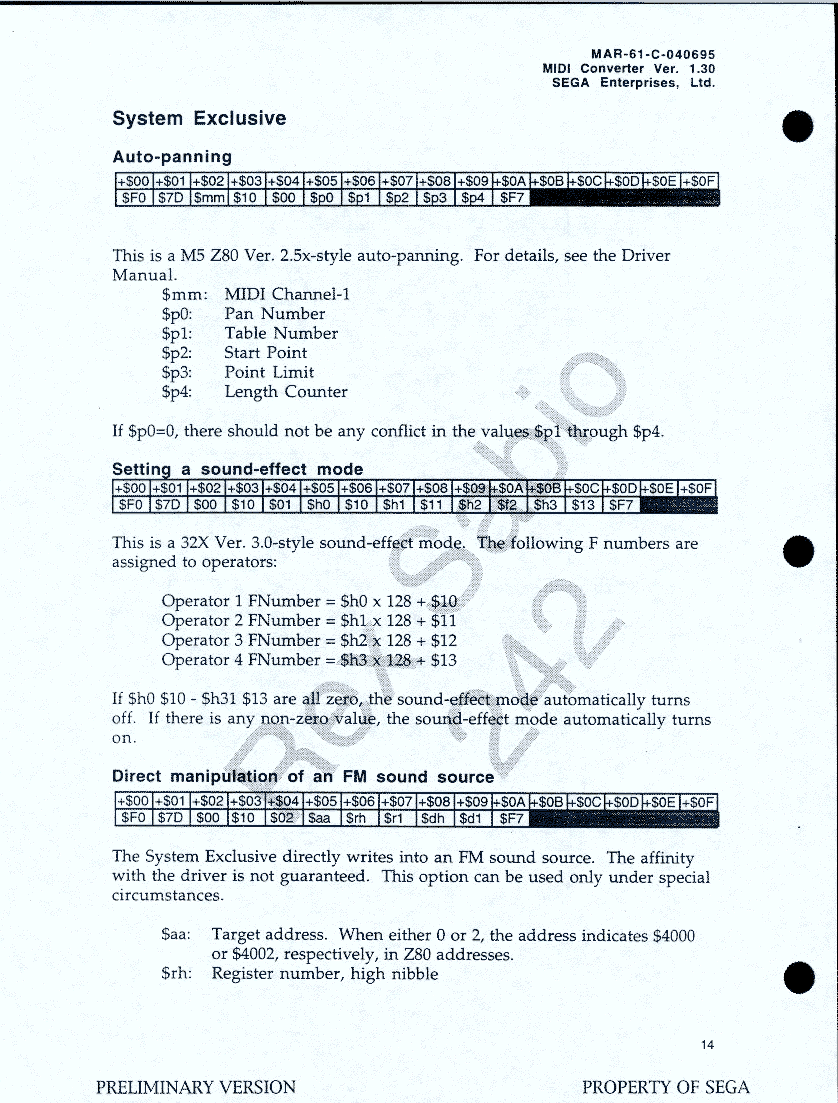 MAR-61-C-040695
MIDI Converter Ver. 1.30
SEGA Enterprises, Ltd.
System Exclusive
Auto-panning
+$00 +$01 +$02 +$03 +$04 +$05 +$06 +$07 +$08 +$09 +$0A +$0B +$0C +$0D +$0E +$0F
$F0 $7D $mm $10 $00 $p0 $p1 $p2 $p3 $p4 $F7
This is a M5 Z80 Ver. 2.5x-style auto-panning. For details, see the Driver
Manual.
$mm: MIDI Channel-1
$p0: Pan Number
$p1: Table Number
$p2: Start Point
$p3: Point Limit
$p4: Length Counter
If $p0=0, there should not be any conflict in the values $p1 through $p4.
Setting a sound-effect mode
+$00 +$01 +$02 +$03 +$04 +$05 +$06 +$07 +$08 +$09 +$0A +$0B +$0C +$0D +$0E +$0F
$F0 $7D $00 $10 $01 $h0 $10 $h1 $11 $h2 $f2 $h3 $13 $F7
This is a 32X Ver. 3.0-style sound-effect mode. The following F numbers are
assigned to operators:
Operator 1 FNumber = $h0 x 128 + $10
Operator 2 FNumber = $h1 x 128 + $11
Operator 3 FNumber = $h2 x 128 + $12
Operator 4 FNumber = $h3 x 128 + $13
If $h0 $10 - $h31 $13 are all zero, the sound-effect mode automatically turns
off. If there is any non-zero value, the sound-effect mode automatically turns
on.
Direct manipulation of an FM sound source
+$00 +$01 +$02 +$03 +$04 +$05 +$06 +$07 +$08 +$09 +$0A +$0B +$0C +$0D +$0E +$0F
$F0 $7D $00 $10 $02 $aa $rh $r1 $dh $d1 $F7
The System Exclusive directly writes into an FM sound source. The affinity
with the driver is not guaranteed. This option can be used only under special
circumstances.
$aa: Target address. When either 0 or 2, the address indicates $4000
or $4002, respectively, in Z80 addresses.
$rh: Register number, high nibble
14
PRELIMINARY VERSION PROPERTY OF SEGA
Rex Sabio
242